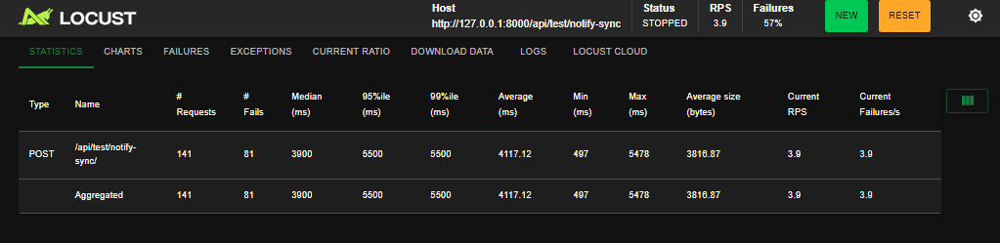 LOCUST
Host
http://127.0.0.1:8000/api/test/notify-sync
Status
STOPPED
RPS
3.9
Failures
57%
NEW
RESET
STATISTICS CHARTS FAILURES EXCEPTIONS CURRENT RATIO DOWNLOAD DATA LOGS LOCUST CLOUD
Type Name # Requests # Fails Median (ms) 95%ile (ms) 99%ile (ms) Average (ms) Min (ms) Max (ms) Average size (bytes) Current RPS Current Failures/s
POST /api/test/notify-sync/ 141 81 3900 5500 5500 4117.12 497 5478 3816.87 3.9 3.9
Aggregated 141 81 3900 5500 5500 4117.12 497 5478 3816.87 3.9 3.9